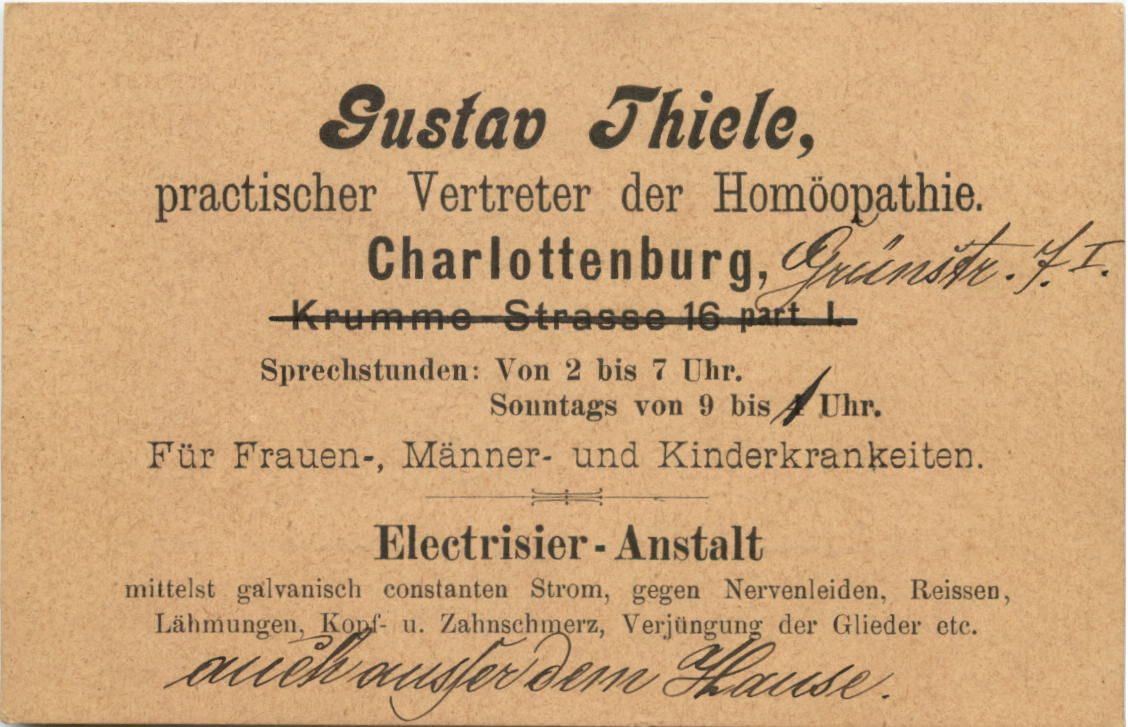 Gustav Thiele,
practischer Vertreter der Homöopathie.
Charlottenburg, Grünstr. 7. I.
Krumme Strasse 16 part. I.
Sprechstunden: Von 2 bis 7 Uhr.
Sonntags von 9 bis 1 Uhr.
Für Frauen-, Männer- und Kinderkrankeiten.
Electrisier-Anstalt
mittelst galvanisch constanten Strom, gegen Nervenleiden, Reissen,
Lähmungen, Kopf- u. Zahnschmerz, Verjüngung der Glieder etc.
auch ausser dem Hause.